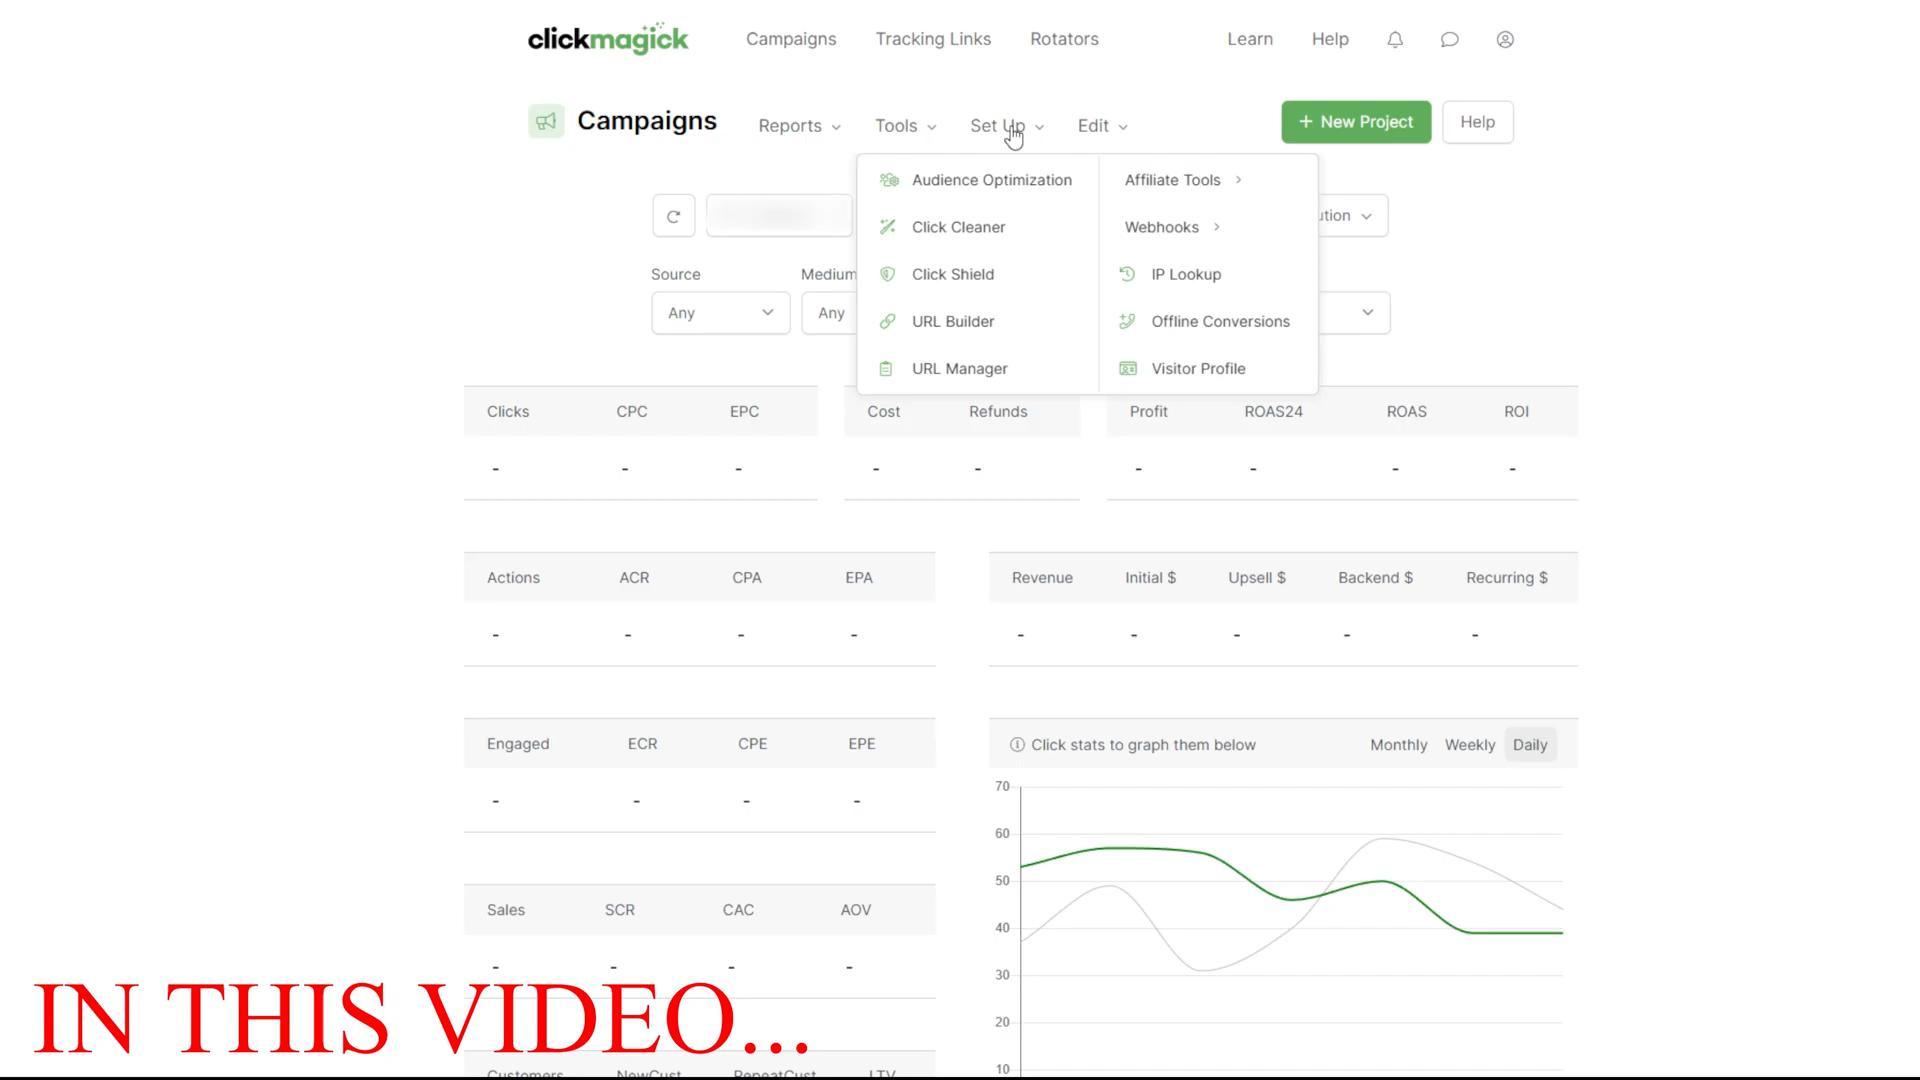 clickmagick Campaigns Tracking Links Rotators Learn Help
Campaigns Reports Tools Set Up Edit + New Project Help
Audience Optimization Affiliate Tools
Click Cleaner Webhooks
Click Shield IP Lookup
URL Builder Offline Conversions
URL Manager Visitor Profile
Source Medium
Any Any
Clicks CPC EPC Cost Refunds Profit ROAS24 ROAS ROI
- - - - - - - - -
Actions ACR CPA EPA Revenue Initial $ Upsell $ Backend $ Recurring $
- - - - - - - - -
Engaged ECR CPE EPE Click stats to graph them below Monthly Weekly Daily
- - - -
70
60
50
40
30
20
10
Sales SCR CAC AOV
- - - -
IN THIS VIDEO...
Customers NewCust RepeatCust LTV